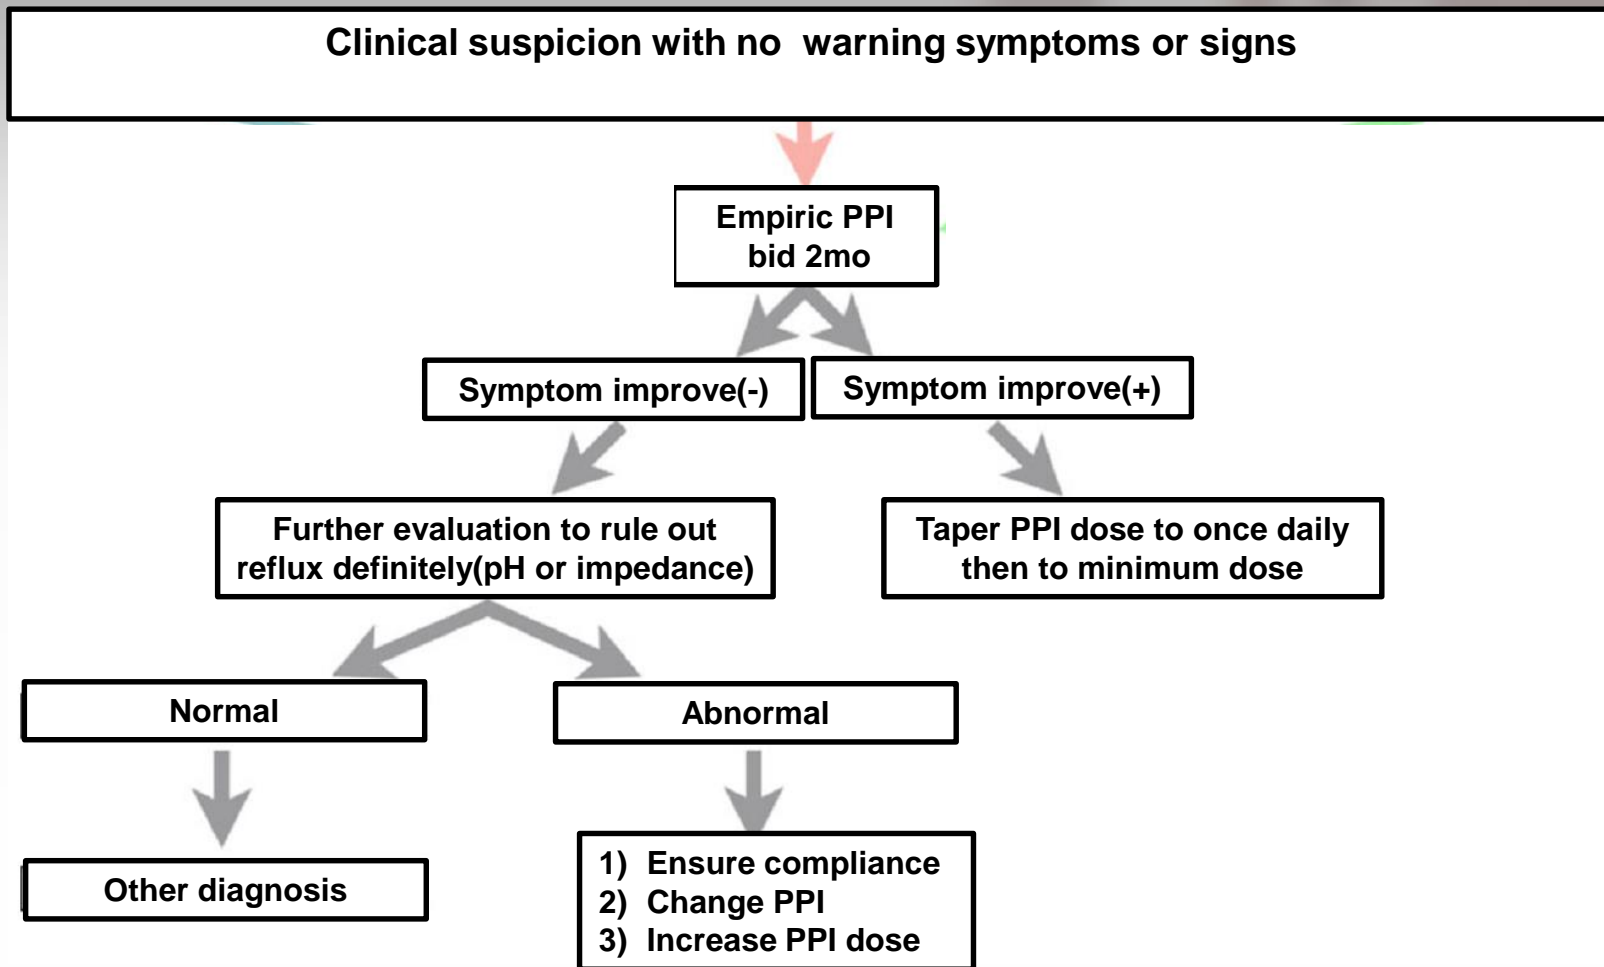 Clinical suspicion with no warning symptoms or signs
Empiric PPI
bid 2mo
Symptom improve(-)
Symptom improve(+)
Further evaluation to rule out
reflux definitely(pH or impedance)
Taper PPI dose to once daily
then to minimum dose
Normal
Abnormal
Other diagnosis
1) Ensure compliance
2) Change PPI
3) Increase PPI dose